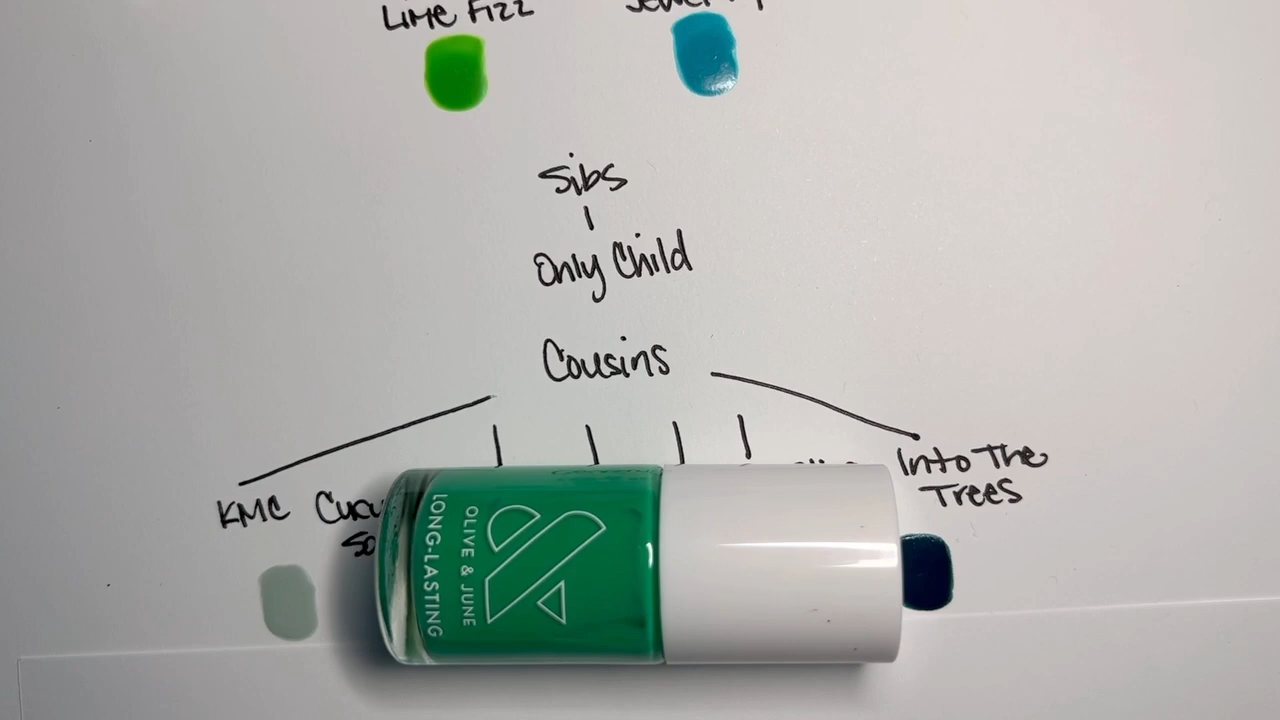 LIME FIZZ
Sibs
Only Child
Cousins
Into The
Trees
KMC
OLIVE & JUNE
LONG-LASTING